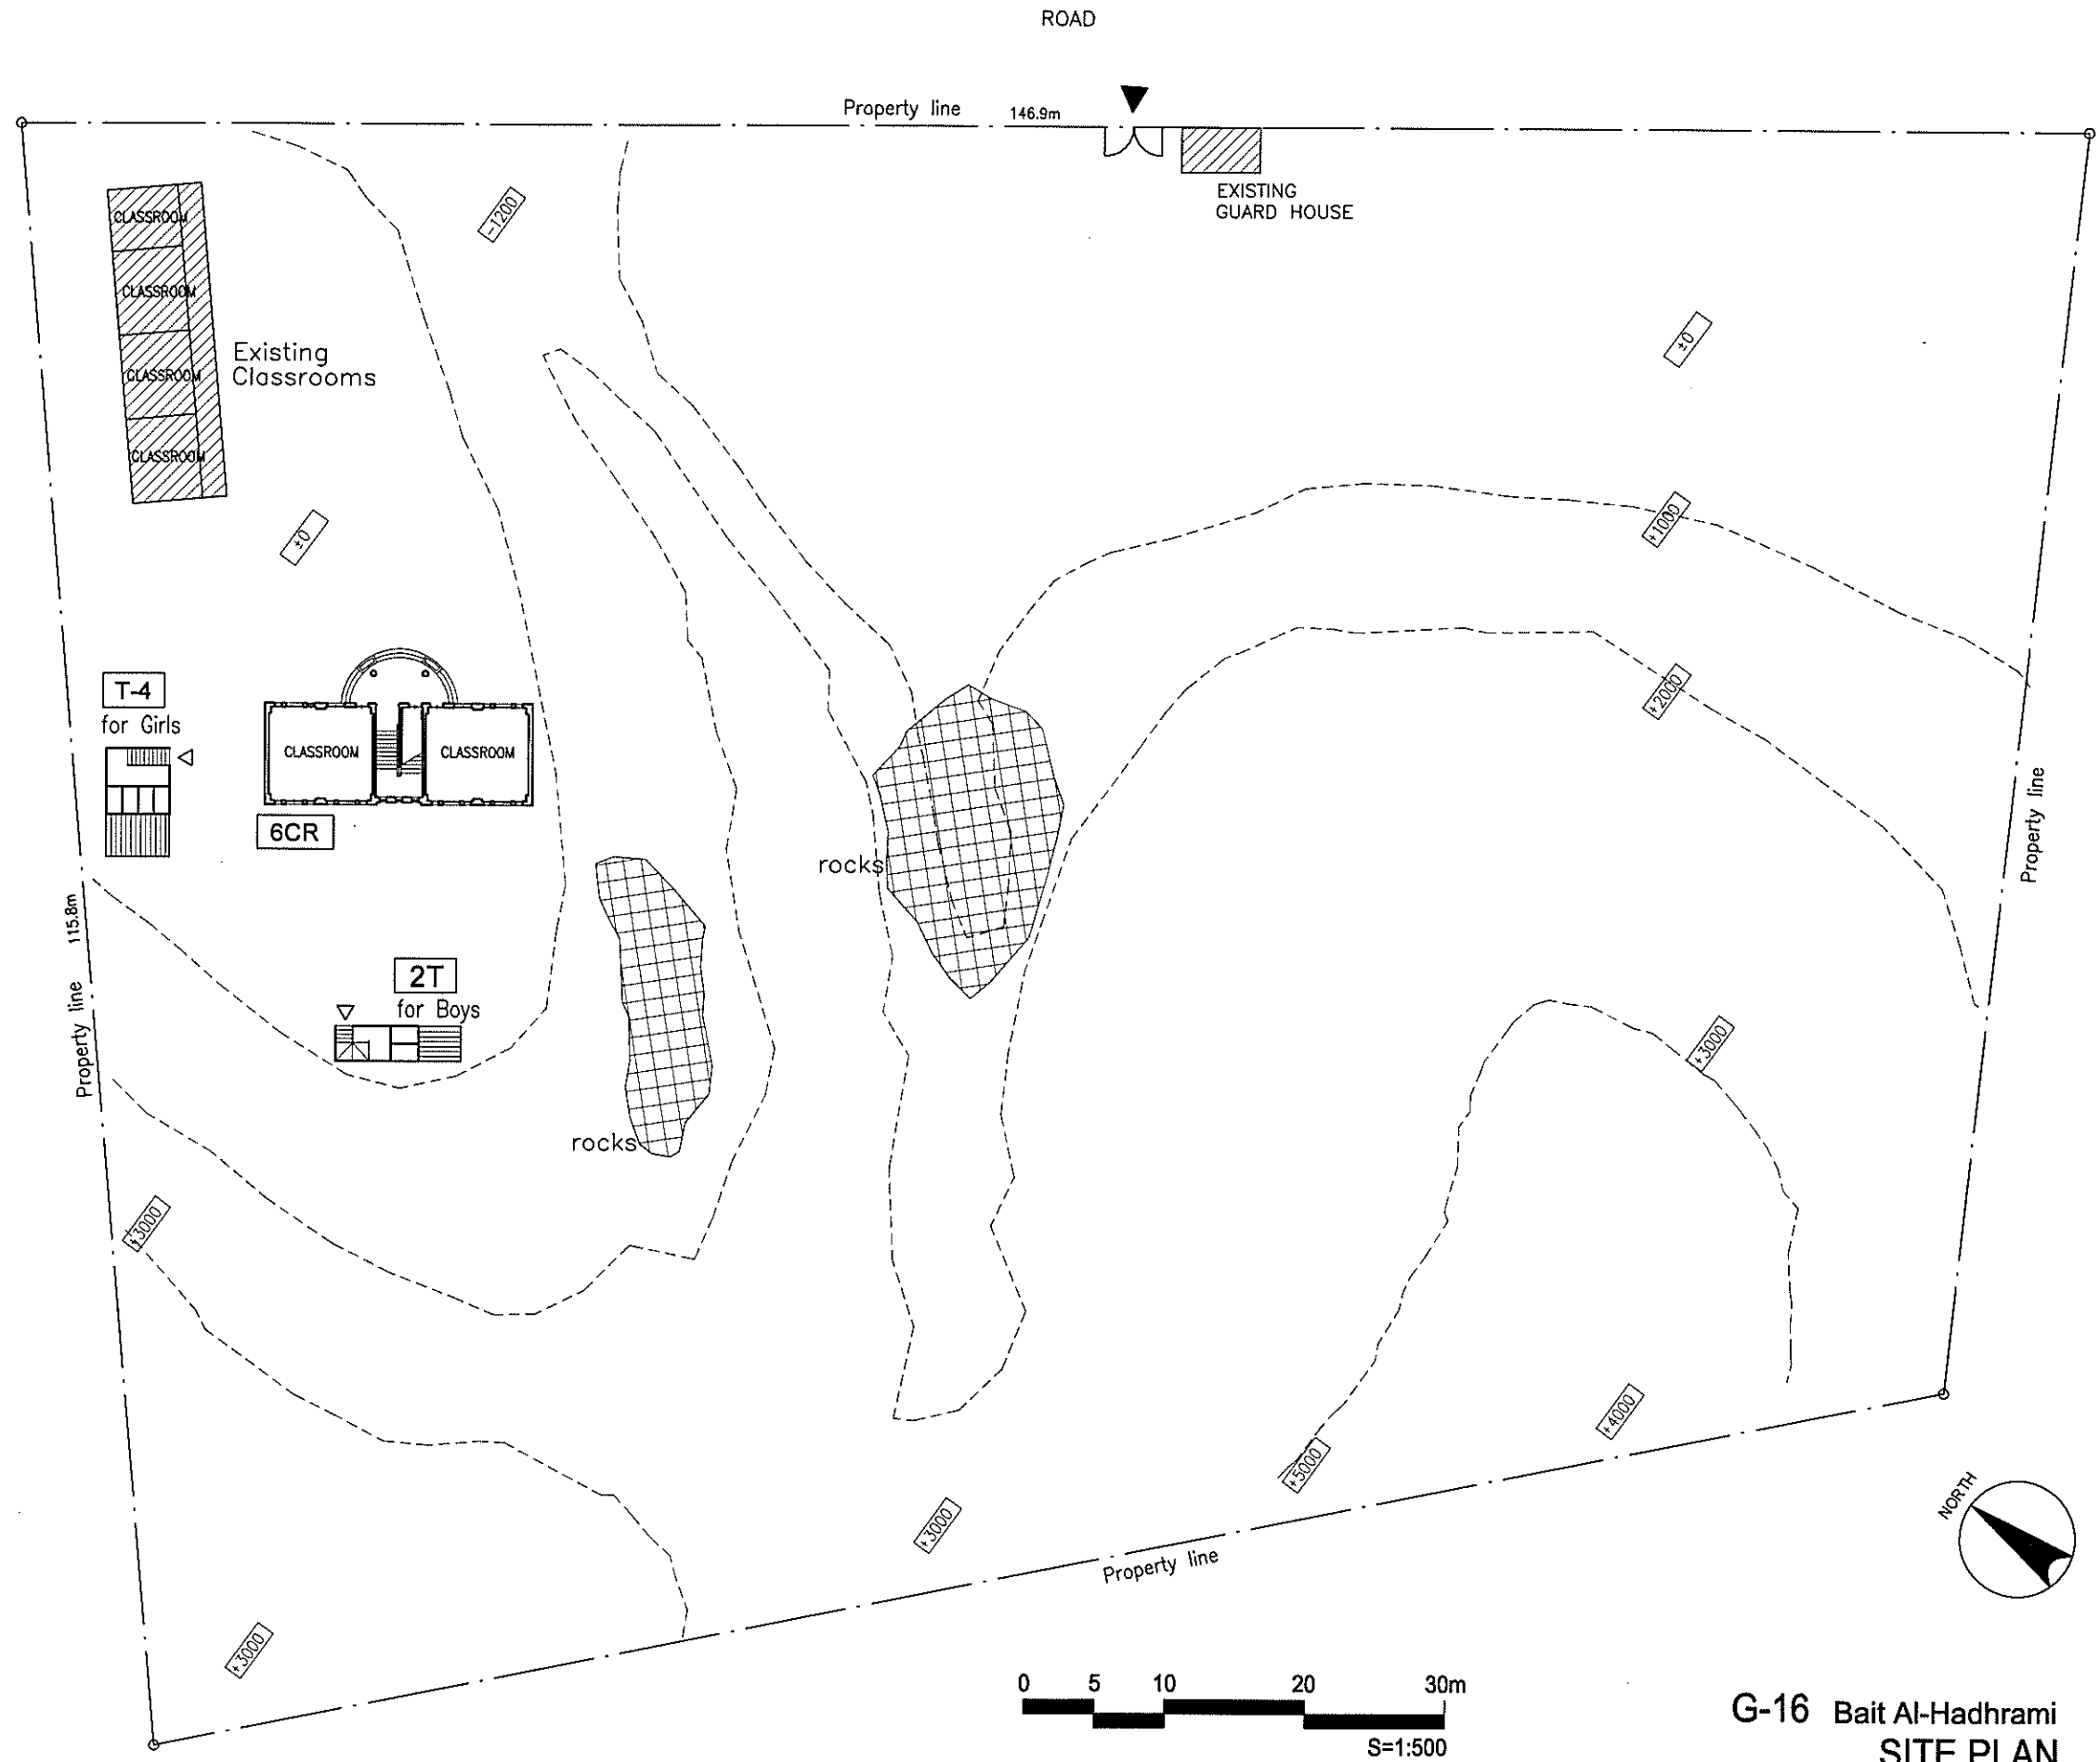 ROAD
Property line 146.9m
EXISTING
GUARD HOUSE
CLASSROOM
CLASSROOM
CLASSROOM
CLASSROOM
Existing
Classrooms
-1200
±0
±0
+1000
+2000
T-4
for Girls
CLASSROOM
CLASSROOM
6CR
rocks
Property line
Property line 115.8m
2T
for Boys
rocks
+3000
+3000
+4000
+5000
+3000
+3000
Property line
NORTH
0 5 10 20 30m
S=1:500
G-16 Bait Al-Hadhrami
SITE PLAN